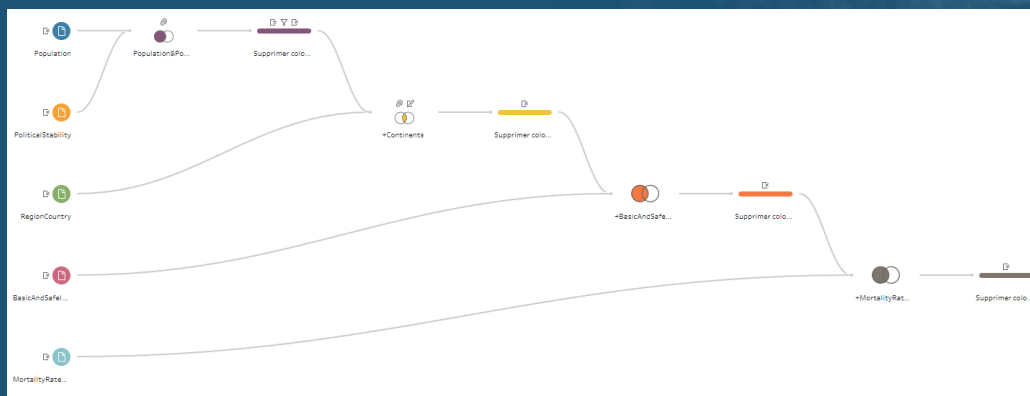 Population
Population&Po...
Supprimer colo...
PoliticalStability
+Continents
Supprimer colo...
RegionCountry
+BasicAndSafe...
Supprimer colo...
BasicAndSafel...
+MortalityRat...
Supprimer colo...
MortalityRate...